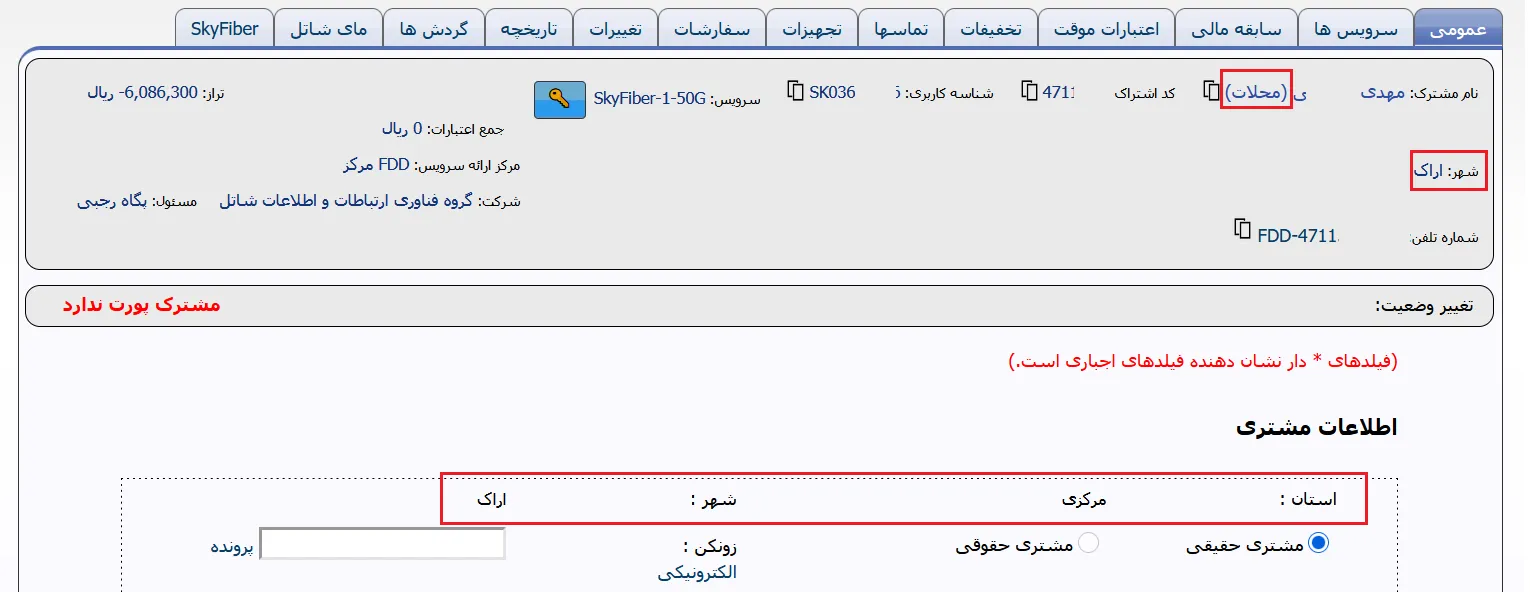 عمومی سرویس ها سابقه مالی اعتبارات موقت تخفیفات تماسها تجهیزات سفارشات تغییرات تاریخچه گردش ها مای شاتل SkyFiber
نام مشترک: مهدی ی (محلات) کد اشتراک 4711 شناسه کاربری: SK036 سرویس: SkyFiber-1-50G تراز: -6,086,300 ریال
جمع اعتبارات: 0 ریال
شهر: اراک مرکز ارائه سرویس: FDD مرکز
شرکت: گروه فناوری ارتباطات و اطلاعات شاتل مسئول: پگاه رجبی
شماره تلفن: FDD-4711
تغییر وضعیت: مشترک پورت ندارد
(فیلدهای * دار نشان دهنده فیلدهای اجباری است.)
اطلاعات مشتری
استان : مرکزی شهر : اراک
مشتری حقیقی مشتری حقوقی زونکن : پرونده
الکترونیکی